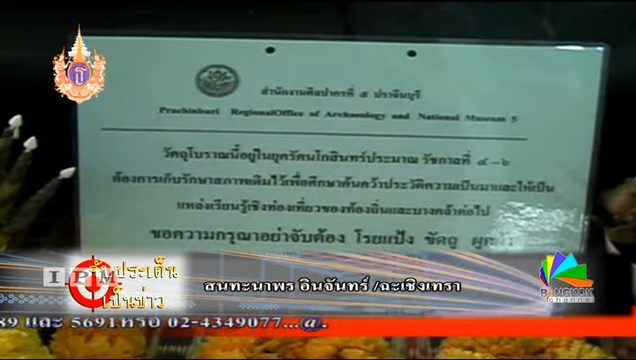 สำนักงานศิลปากรที่ ๕ ปราจีนบุรี
Prachinburi RegionalOffice of Archaeology and National Museum 5
วัตถุโบราณนี้อยู่ในยุครัตนโกสินทร์ประมาณ รัชกาลที่ ๔-๖
ต้องการเก็บรักษาสภาพเดิมไว้เพื่อศึกษาค้นคว้าประวัติความเป็นมาและให้เป็น
แหล่งเรียนรู้เชิงท่องเที่ยวของท้องถิ่นและบางคล้าต่อไป
ขอความกรุณาอย่าจับต้อง โรยแป้ง ขัดถู
IPM
จับประเด็น
เป็นข่าว
สนทะนาพร อินจันทร์ /ฉะเชิงเทรา
BANGKOK
channel
89 และ 5691หรือ 02-4349077...@.